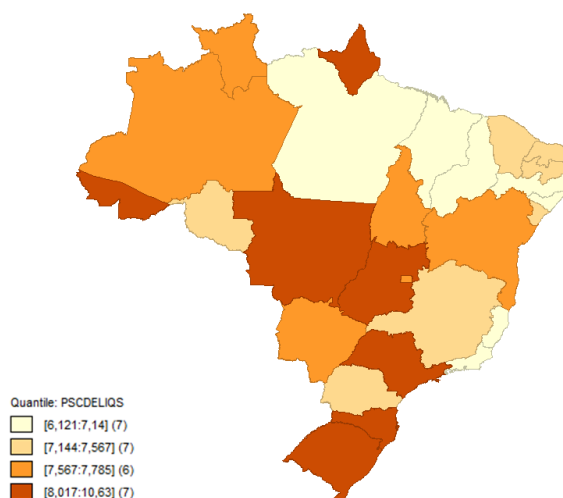 Quantile: PSCDELIQS
[6,121:7,14] (7)
[7,144:7,567] (7)
[7,567:7,785] (6)
[8,017:10,63] (7)